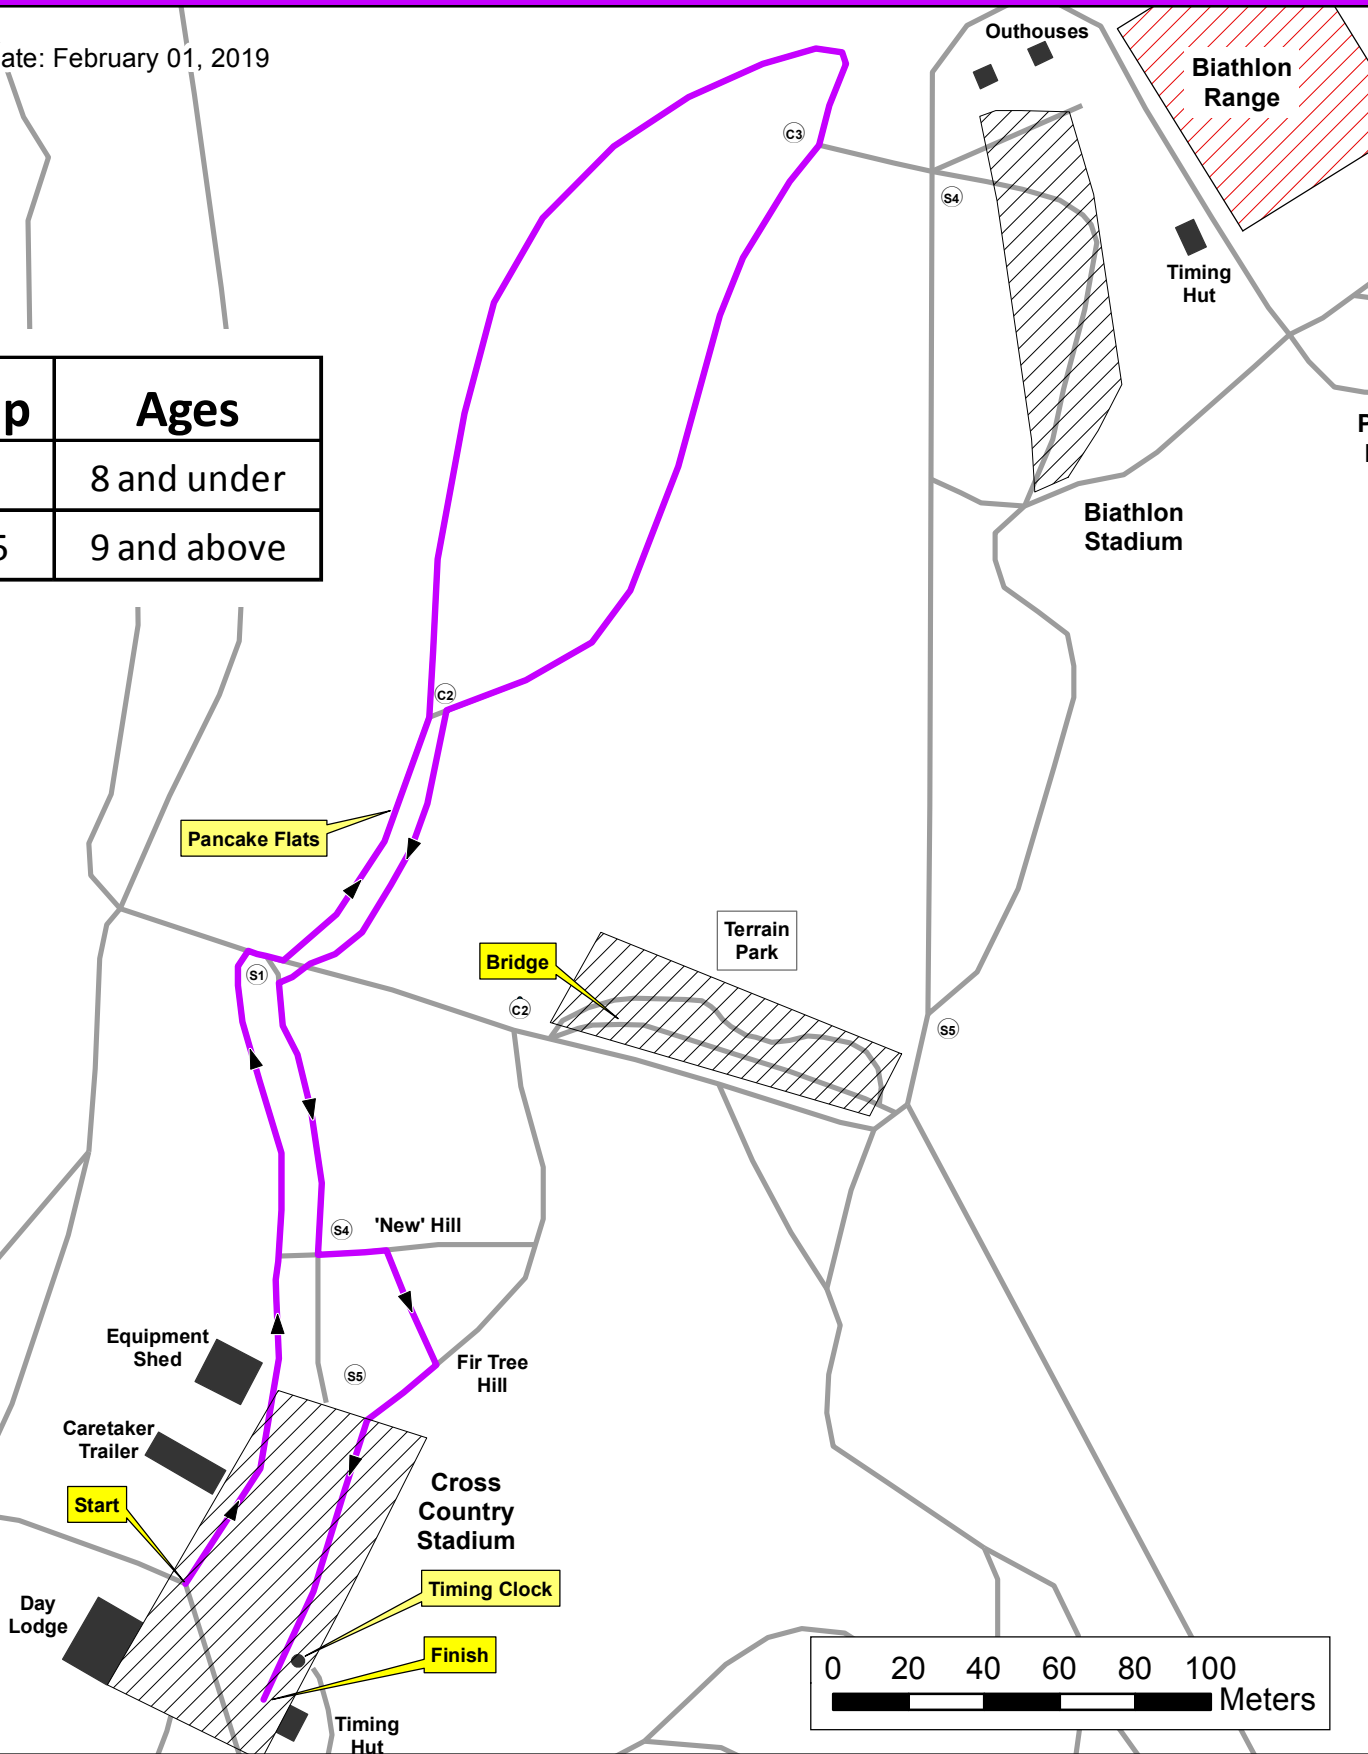 ate: February 01, 2019
Outhouses
Biathlon
Range
C3
S4
Timing
Hut
p
Ages
8 and under
5
9 and above
P
Biathlon
Stadium
C2
Pancake Flats
Terrain
Park
Bridge
S1
C2
S5
S4
'New' Hill
Equipment
Shed
Fir Tree
Hill
S5
Caretaker
Trailer
Start
Cross
Country
Stadium
Timing Clock
Day
Lodge
Finish
0 20 40 60 80 100
Meters
Timing
Hut